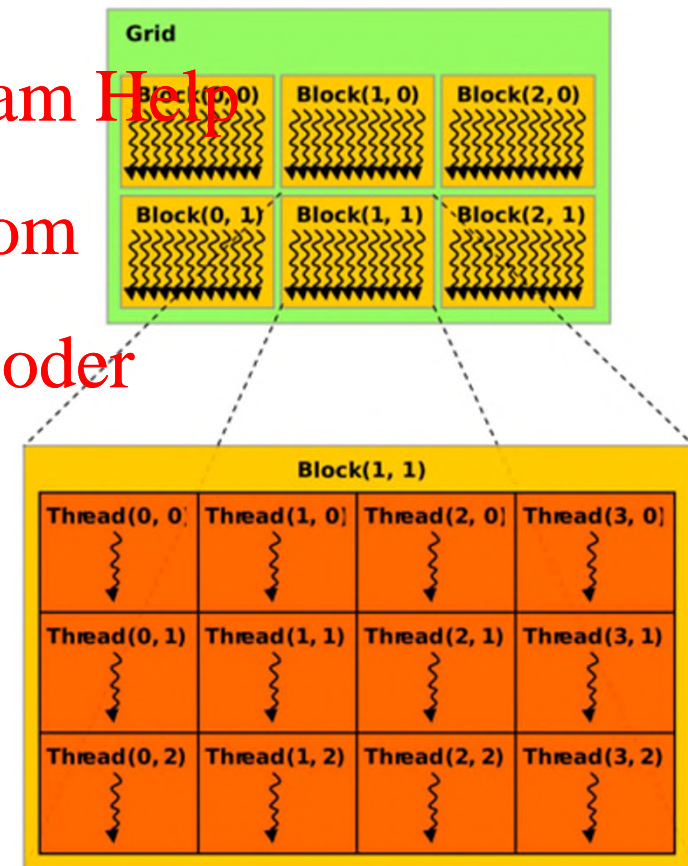 Grid
am Help
Block(0,0) Block(1, 0) Block(2, 0)
Block(0, 1) Block(1, 1) Block(2, 1)
om
oder
Block(1, 1)
Thread(0, 0) Thread(1, 0) Thread(2, 0) Thread(3, 0)
Thread(0, 1) Thread(1, 1) Thread(2, 1) Thread(3, 1)
Thread(0, 2) Thread(1, 2) Thread(2, 2) Thread(3, 2)